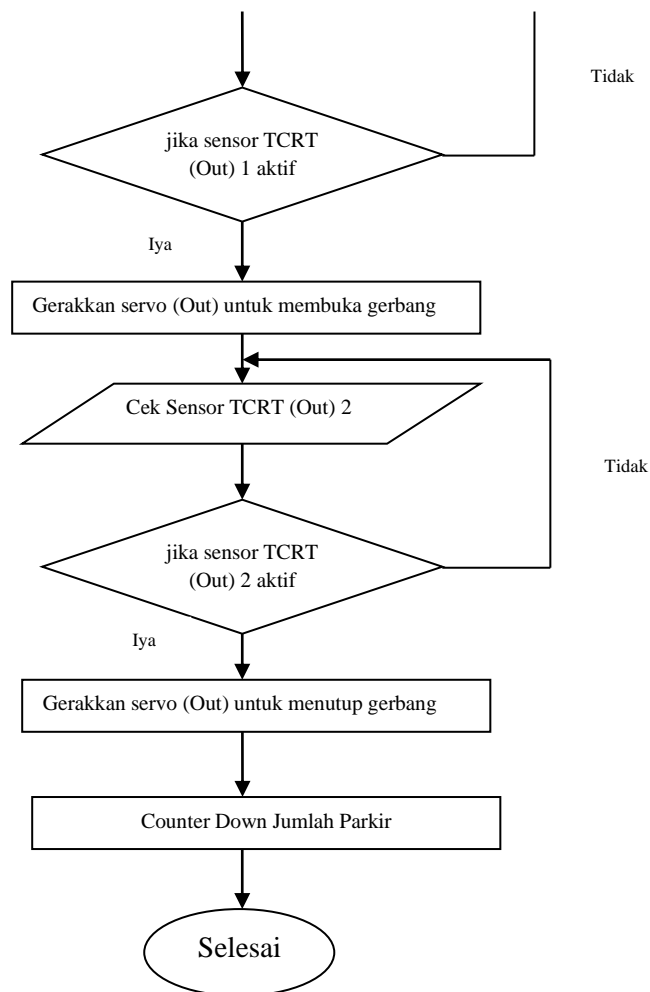 Tidak
jika sensor TCRT
(Out) 1 aktif
Iya
Gerakkan servo (Out) untuk membuka gerbang
Cek Sensor TCRT (Out) 2
Tidak
jika sensor TCRT
(Out) 2 aktif
Iya
Gerakkan servo (Out) untuk menutup gerbang
Counter Down Jumlah Parkir
Selesai